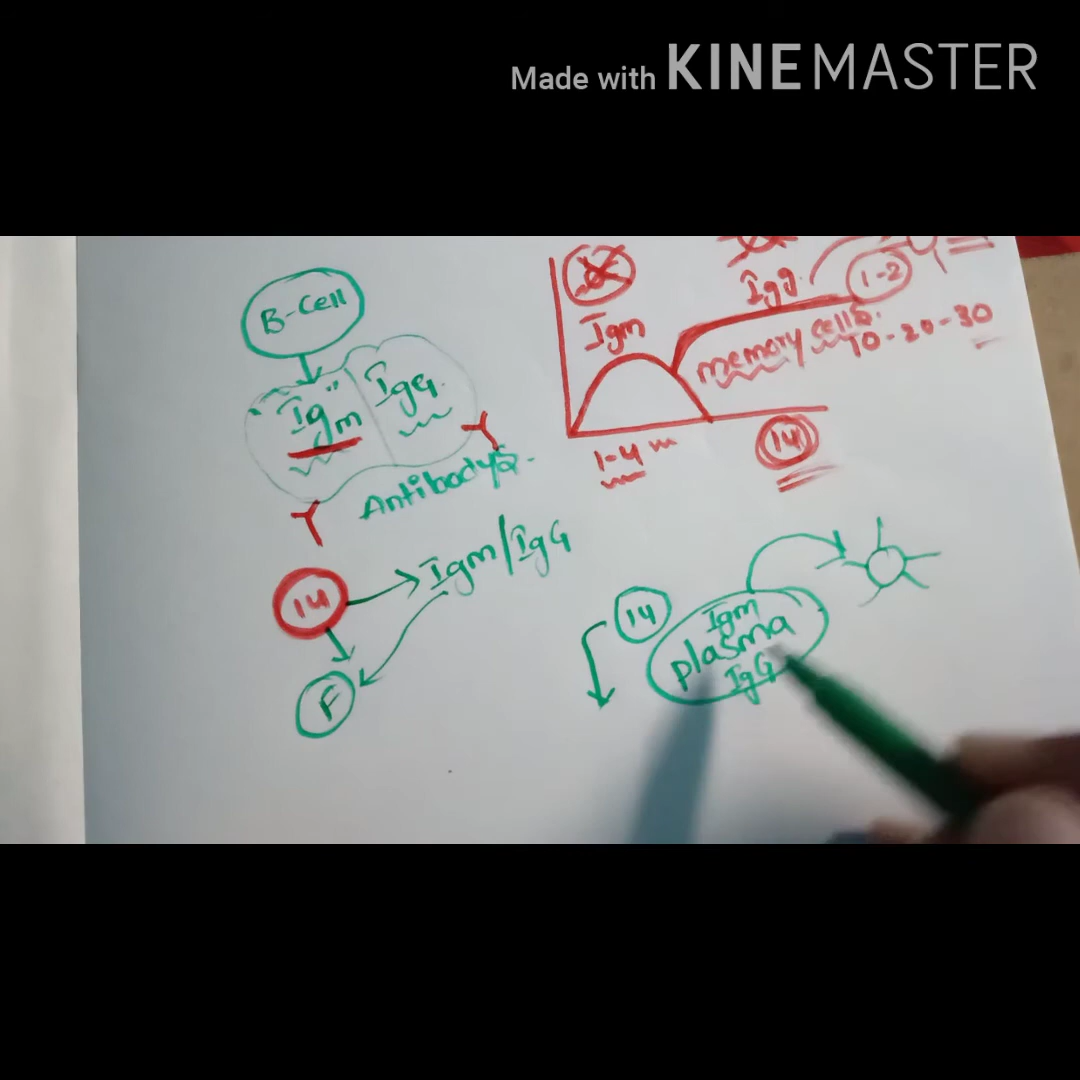 Made with KINEMASTER
B-cell
"Igm"
IgG
Antibodys.
14
Igm/IgG
F
Igm
Igg
1-2
memory cells.
10-20-30
1-4 m
14
14
Igm
plasma
IgG